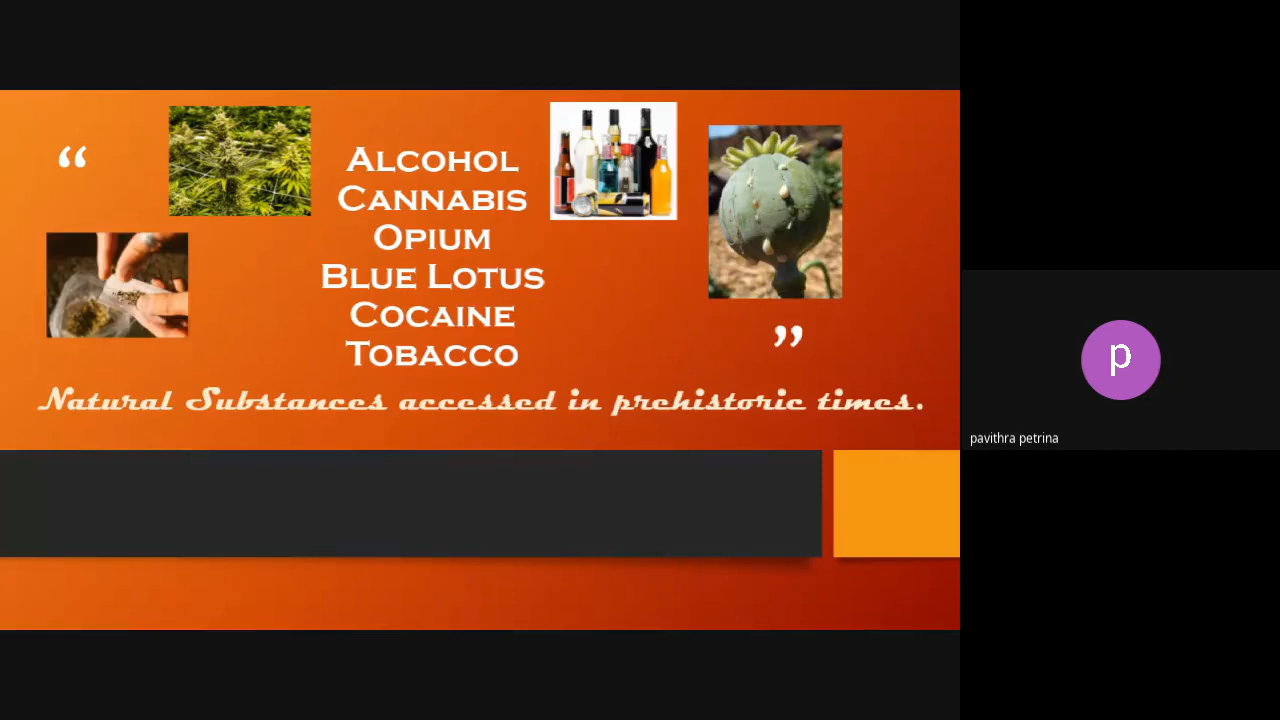 “
Alcohol
Cannabis
Opium
Blue Lotus
Cocaine
Tobacco
”
Natural Substances accessed in prehistoric times.
p
pavithra petrina